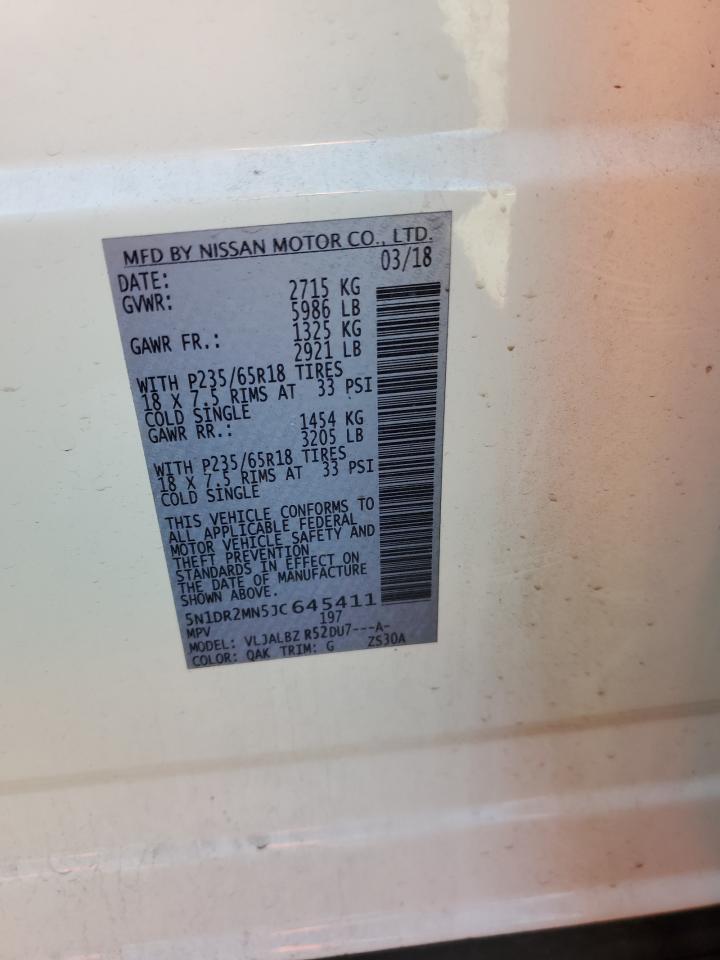 MFD BY NISSAN MOTOR CO., LTD.
DATE: 03/18
GVWR: 2715 KG
5986 LB
GAWR FR.: 1325 KG
2921 LB
WITH P235/65R18 TIRES
18 X 7.5 RIMS AT 33 PSI
COLD SINGLE
GAWR RR.: 1454 KG
3205 LB
WITH P235/65R18 TIRES
18 X 7.5 RIMS AT 33 PSI
COLD SINGLE
THIS VEHICLE CONFORMS TO
ALL APPLICABLE FEDERAL
MOTOR VEHICLE SAFETY AND
THEFT PREVENTION
STANDARDS IN EFFECT ON
THE DATE OF MANUFACTURE
SHOWN ABOVE.
5N1DR2MN5JC645411
MPV 197
MODEL: VLJALBZ R52DU7---A-
COLOR: QAK TRIM: G ZS30A